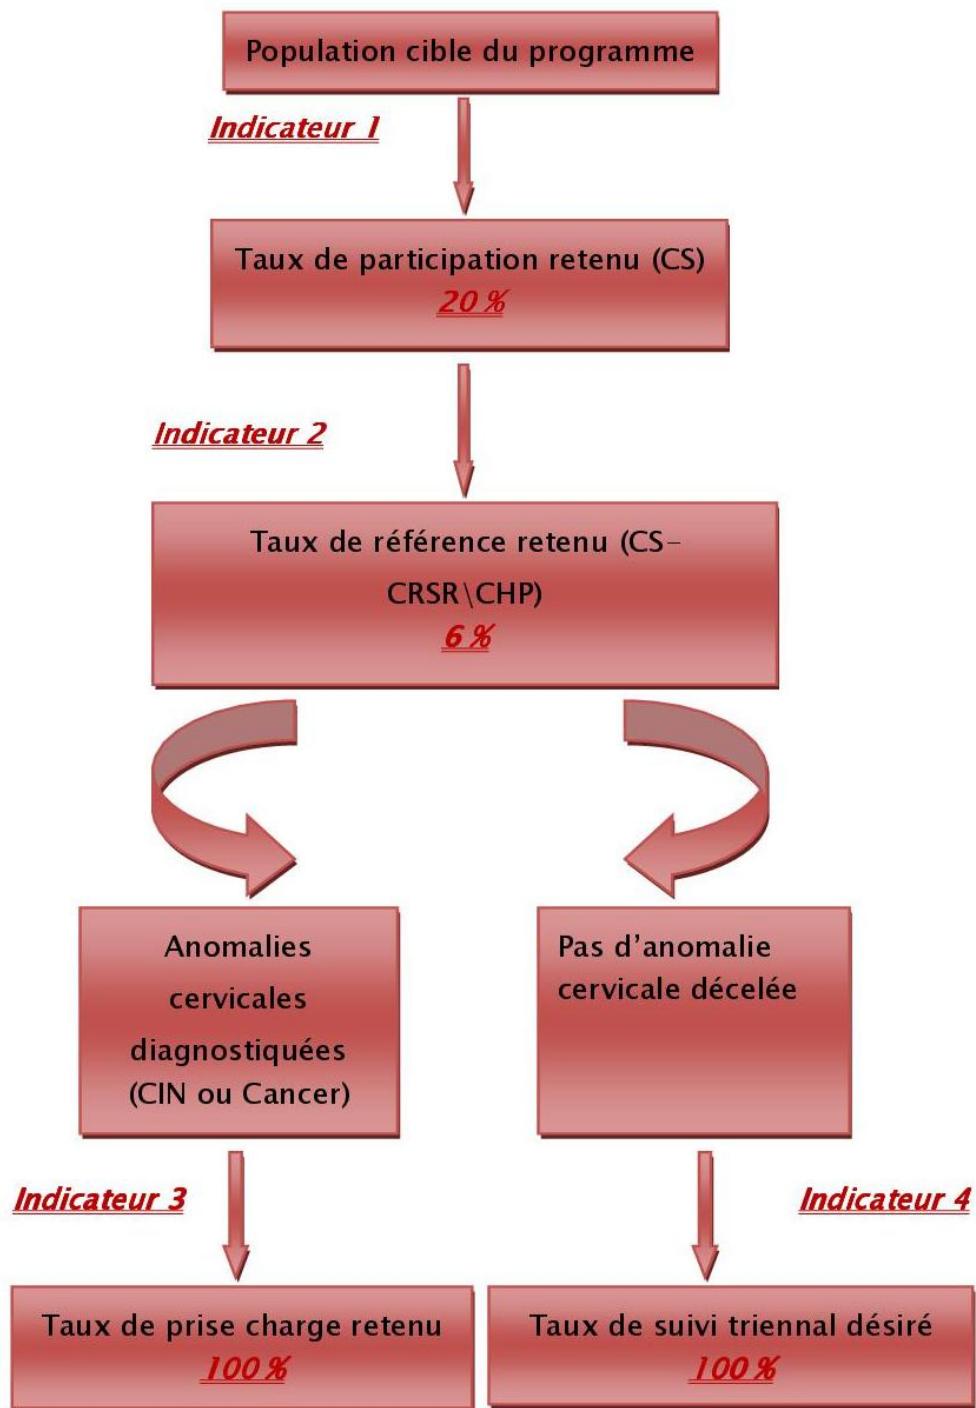 Population cible du programme
Indicateur 1
Taux de participation retenu (CS)
20 %
Indicateur 2
Taux de référence retenu (CS-
CRSR\CHP)
6 %
Anomalies
cervicales
diagnostiquées
(CIN ou Cancer)
Pas d'anomalie
cervicale décelée
Indicateur 3
Indicateur 4
Taux de prise charge retenu
100 %
Taux de suivi triennal désiré
100 %